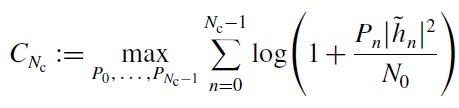 C_{N_c} := \max_{P_0,\ldots,P_{N_c-1}} \sum_{n=0}^{N_c-1} \log\left(1 + \frac{P_n|\tilde{h}_n|^2}{N_0}\right)